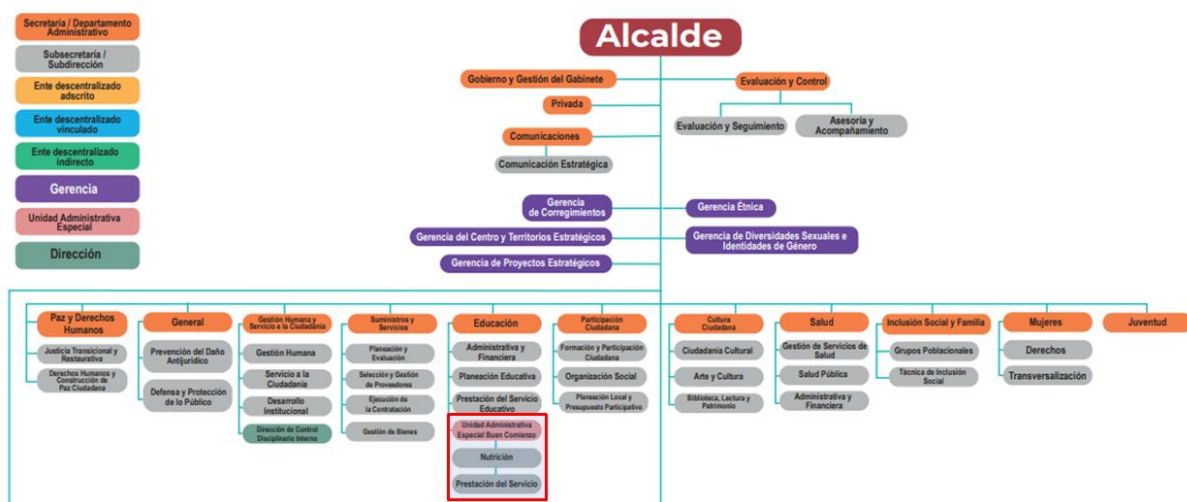 Secretaría / Departamento
Administrativo
Subsecretaría /
Subdirección
Ente descentralizado
adscrito
Ente descentralizado
vinculado
Ente descentralizado
indirecto
Gerencia
Unidad Administrativa
Especial
Dirección
Alcalde
Gobierno y Gestión del Gabinete
Evaluación y Control
Privada
Evaluación y Seguimiento
Asesoría y
Acompañamiento
Comunicaciones
Comunicación Estratégica
Gerencia
de Corregimientos
Gerencia Étnica
Gerencia del Centro y Territorios Estratégicos
Gerencia de Diversidades Sexuales e
Identidades de Género
Gerencia de Proyectos Estratégicos
Paz y Derechos
Humanos
Justicia Transicional y
Restaurativa
Derechos Humanos y
Construcción de
Paz Ciudadana
General
Prevención del Daño
Antijurídico
Defensa y Protección
de lo Público
Gestión Humana y
Servicio a la Ciudadanía
Gestión Humana
Servicio a la
Ciudadanía
Desarrollo
Institucional
Dirección de Control
Disciplinario Interno
Suministros y
Servicios
Planeación y
Evaluación
Selección y Gestión
de Proveedores
Ejecución de
la Contratación
Gestión de Bienes
Educación
Administrativa y
Financiera
Planeación Educativa
Prestación del Servicio
Educativo
Unidad Administrativa
Especial Buen Comienzo
Nutrición
Prestación del Servicio
Participación
Ciudadana
Formación y Participación
Ciudadana
Organización Social
Planeación Local y
Presupuesto Participativo
Cultura
Ciudadana
Ciudadanía Cultural
Arte y Cultura
Biblioteca, Lectura y
Patrimonio
Salud
Gestión de Servicios de
Salud
Salud Pública
Administrativa y
Financiera
Inclusión Social y Familia
Grupos Poblacionales
Técnica de Inclusión
Social
Mujeres
Derechos
Transversalización
Juventud